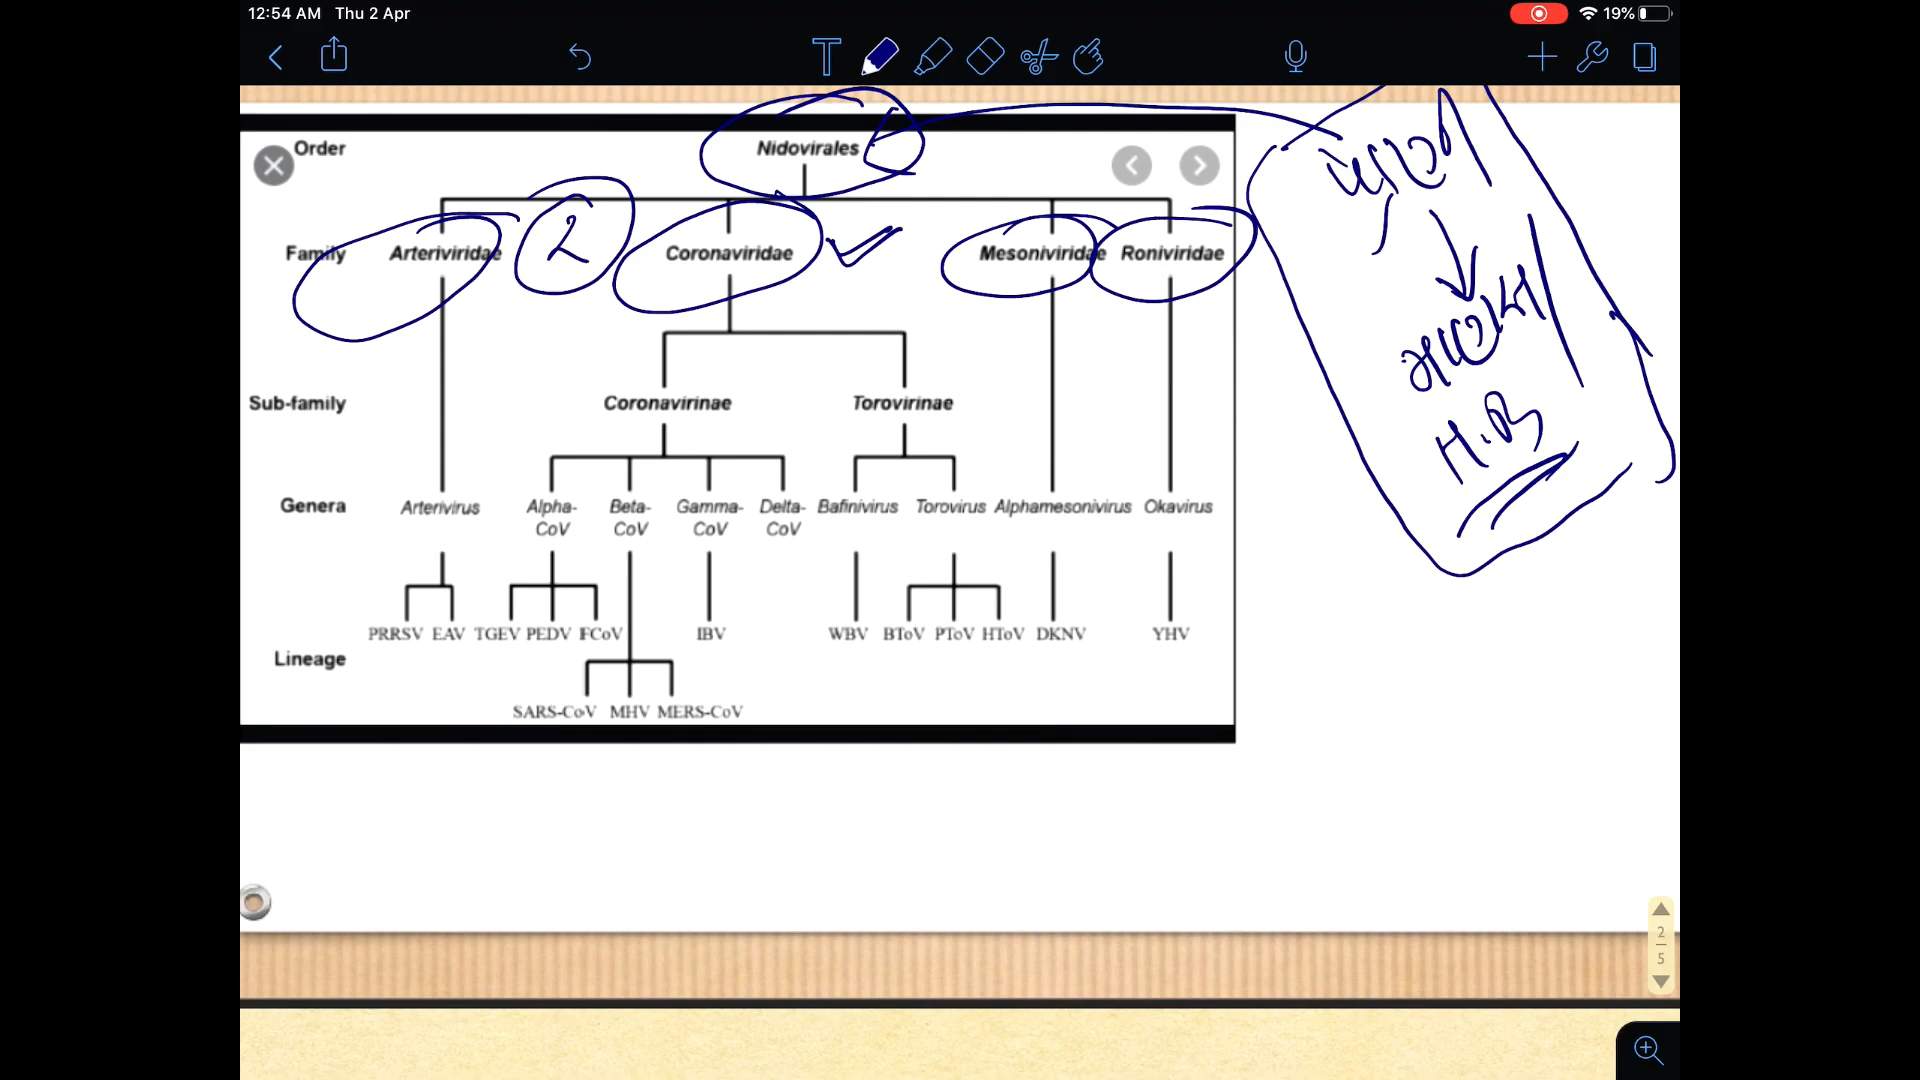 12:54 AM Thu 2 Apr
19%
Order Nidovirales
Family Arteriviridae 2 Coronaviridae Mesoniviridae Roniviridae
Sub-family Coronavirinae Torovirinae
Genera Arterivirus Alpha-CoV Beta-CoV Gamma-CoV Delta-CoV Bafinivirus Torovirus Alphamesonivirus Okavirus
PRRSV EAV TGEV PEDV FCoV IBV WBV BToV PToV HToV DKNV YHV
Lineage
SARS-CoV MHV MERS-CoV
H.B
2
5